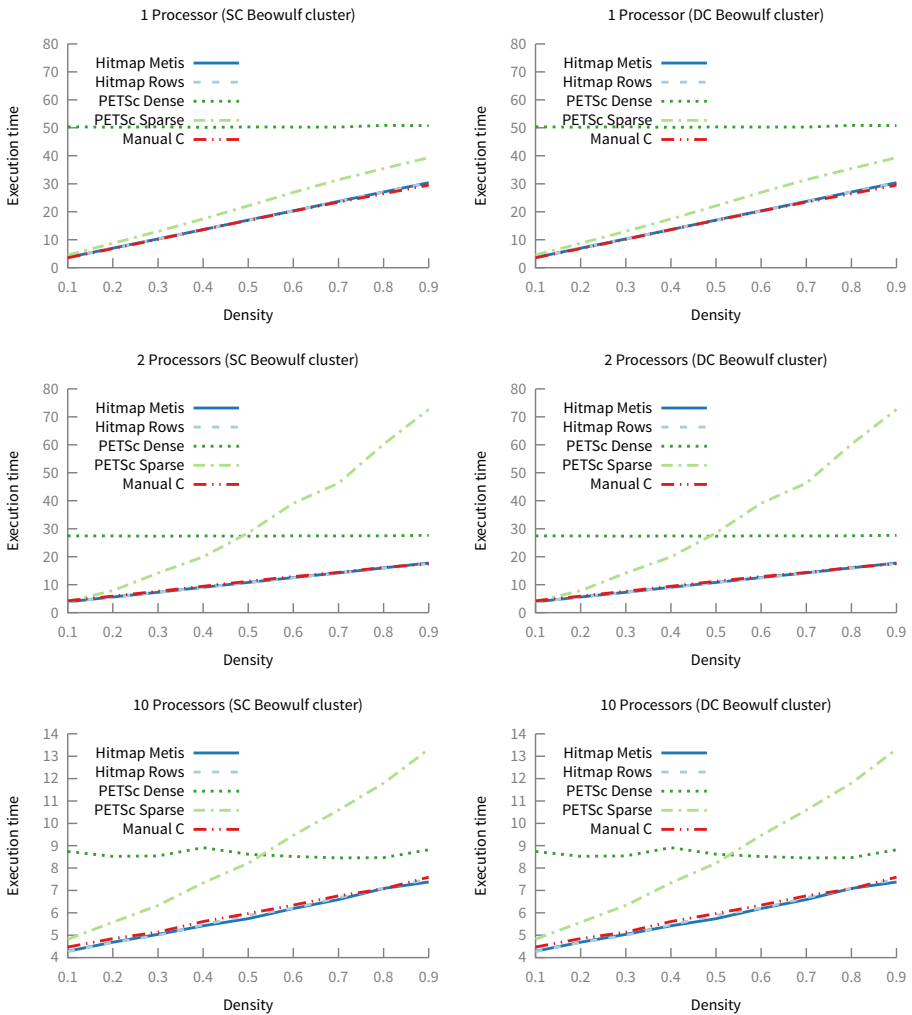 1 Processor (SC Beowulf cluster)
Execution time
80
70
60
50
40
30
20
10
0
Hitmap Metis
Hitmap Rows
PETSc Dense
PETSc Sparse
Manual C
0.1 0.2 0.3 0.4 0.5 0.6 0.7 0.8 0.9
Density
1 Processor (DC Beowulf cluster)
Execution time
80
70
60
50
40
30
20
10
0
Hitmap Metis
Hitmap Rows
PETSc Dense
PETSc Sparse
Manual C
0.1 0.2 0.3 0.4 0.5 0.6 0.7 0.8 0.9
Density
2 Processors (SC Beowulf cluster)
Execution time
80
70
60
50
40
30
20
10
0
Hitmap Metis
Hitmap Rows
PETSc Dense
PETSc Sparse
Manual C
0.1 0.2 0.3 0.4 0.5 0.6 0.7 0.8 0.9
Density
2 Processors (DC Beowulf cluster)
Execution time
80
70
60
50
40
30
20
10
0
Hitmap Metis
Hitmap Rows
PETSc Dense
PETSc Sparse
Manual C
0.1 0.2 0.3 0.4 0.5 0.6 0.7 0.8 0.9
Density
10 Processors (SC Beowulf cluster)
Execution time
14
13
12
11
10
9
8
7
6
5
4
Hitmap Metis
Hitmap Rows
PETSc Dense
PETSc Sparse
Manual C
0.1 0.2 0.3 0.4 0.5 0.6 0.7 0.8 0.9
Density
10 Processors (DC Beowulf cluster)
Execution time
14
13
12
11
10
9
8
7
6
5
4
Hitmap Metis
Hitmap Rows
PETSc Dense
PETSc Sparse
Manual C
0.1 0.2 0.3 0.4 0.5 0.6 0.7 0.8 0.9
Density